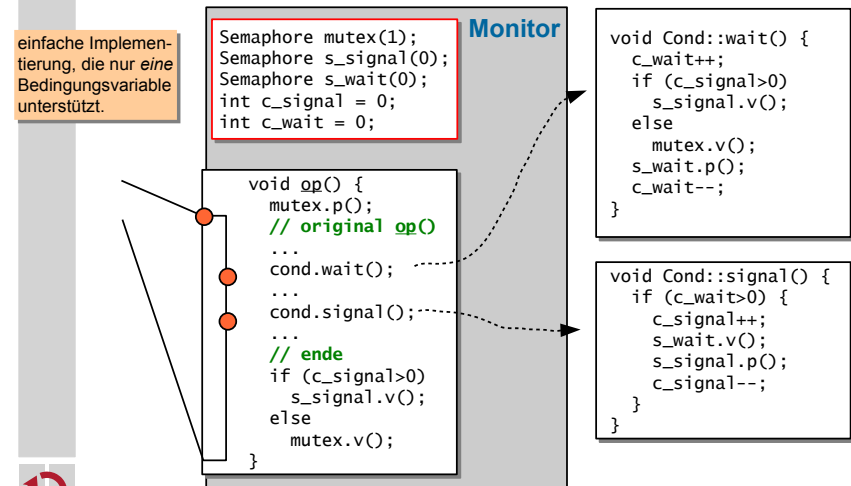 einfache Implemen-
tierung, die nur eine
Bedingungsvariable
unterstützt.
Monitor
Semaphore mutex(1);
Semaphore s_signal(0);
Semaphore s_wait(0);
int c_signal = 0;
int c_wait = 0;
void op() {
mutex.p();
// original op()
...
cond.wait();
...
cond.signal();
...
// ende
if (c_signal>0)
s_signal.v();
else
mutex.v();
}
void Cond::wait() {
c_wait++;
if (c_signal>0)
s_signal.v();
else
mutex.v();
s_wait.p();
c_wait--;
}
void Cond::signal() {
if (c_wait>0) {
c_signal++;
s_wait.v();
s_signal.p();
c_signal--;
}
}